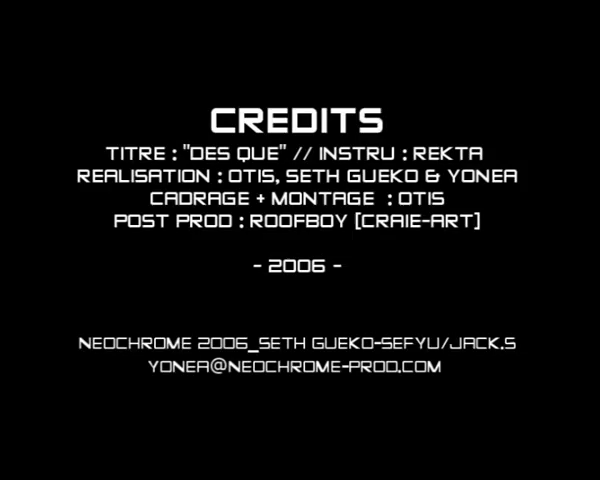 CREDITS
TITRE : "DES QUE" // INSTRU : REKTA
REALISATION : OTIS, SETH GUEKO & YONEA
CADRAGE + MONTAGE : OTIS
POST PROD : ROOFBOY [CRAIE-ART]
- 2006 -
NEOCHROME 2006_SETH GUEKO-SEFYU/JACK.S
YONEA@NEOCHROME-PROD.COM